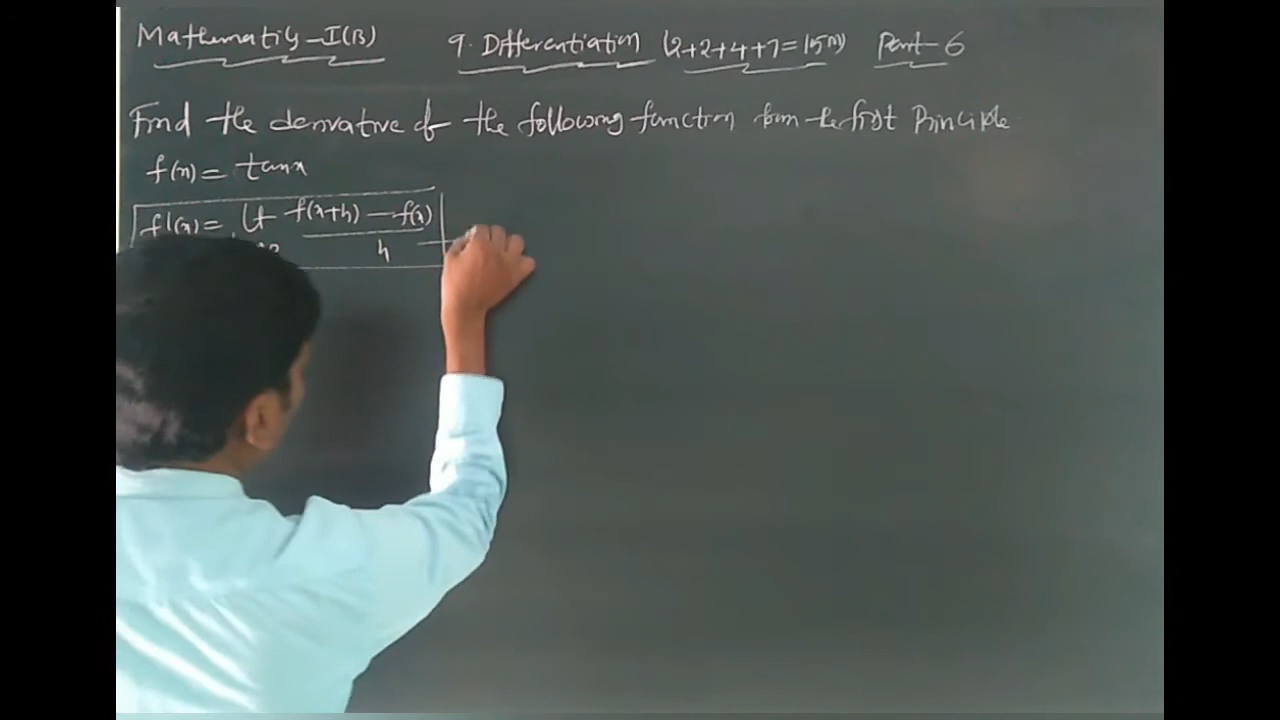 Mathematics-I(B) 9. Differentiation (2+2+4+7=15M) Part-6
Find the derivative of the following function from the first Principle
f(x) = tanx
f'(x) = Lt f(x+h) - f(x)
h